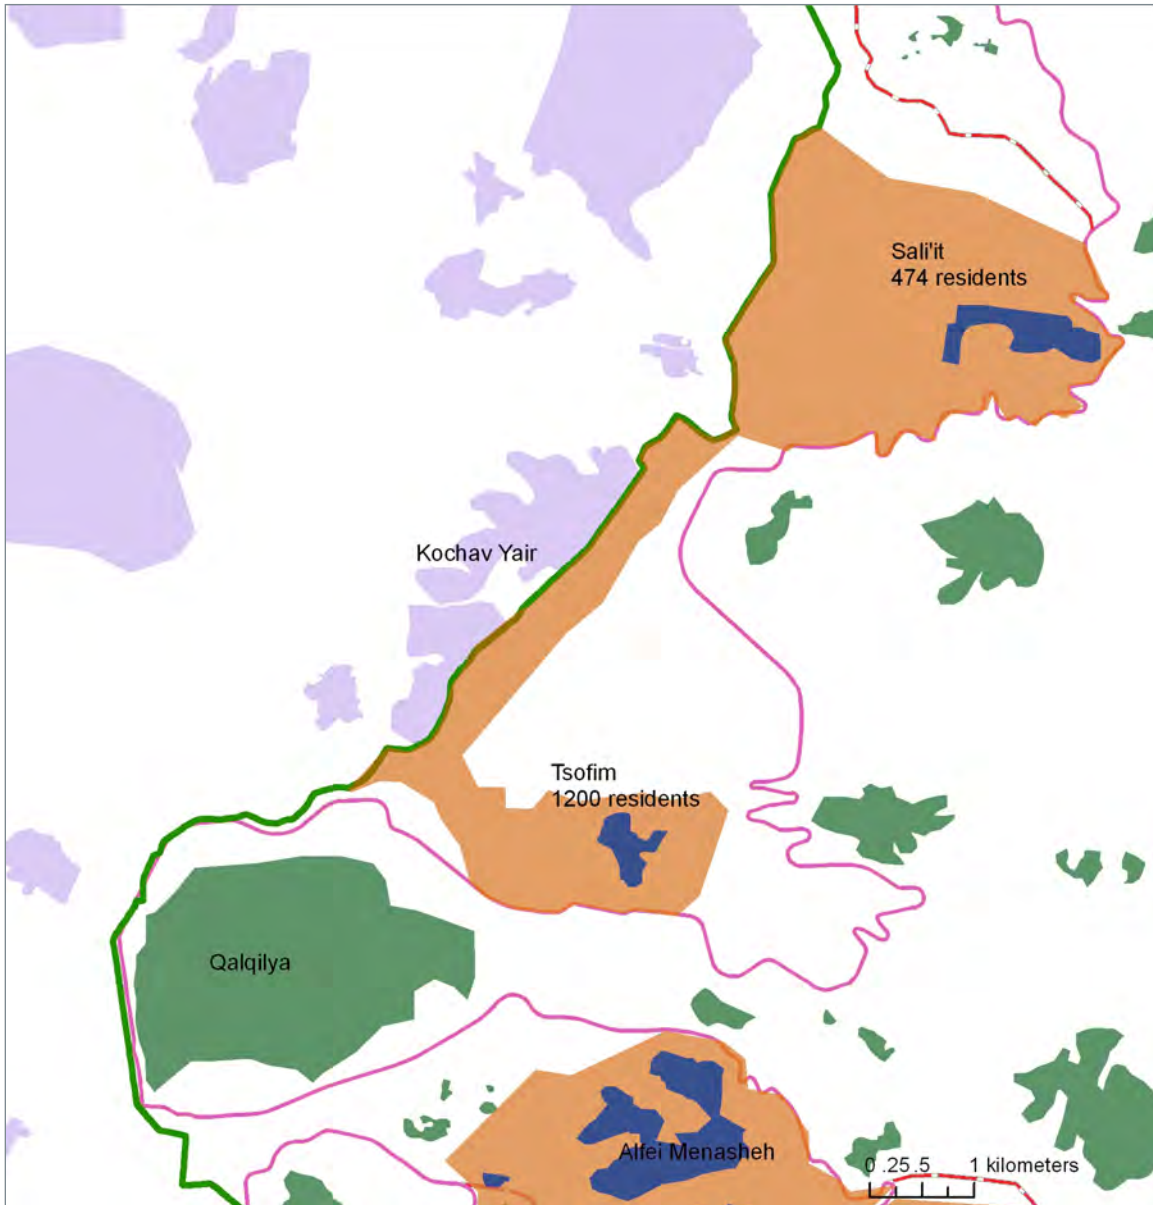 Sali'it
474 residents
Kochav Yair
Tsofim
1200 residents
Qalqilya
Alfei Menasheh
0 .25 .5 1 kilometers